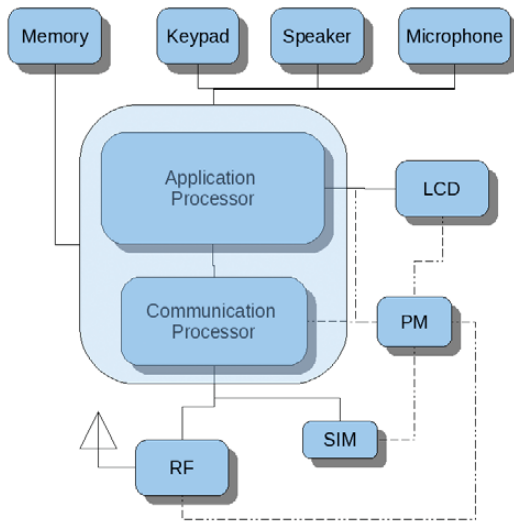 Memory
Keypad
Speaker
Microphone
Application
Processor
LCD
Communication
Processor
PM
SIM
RF